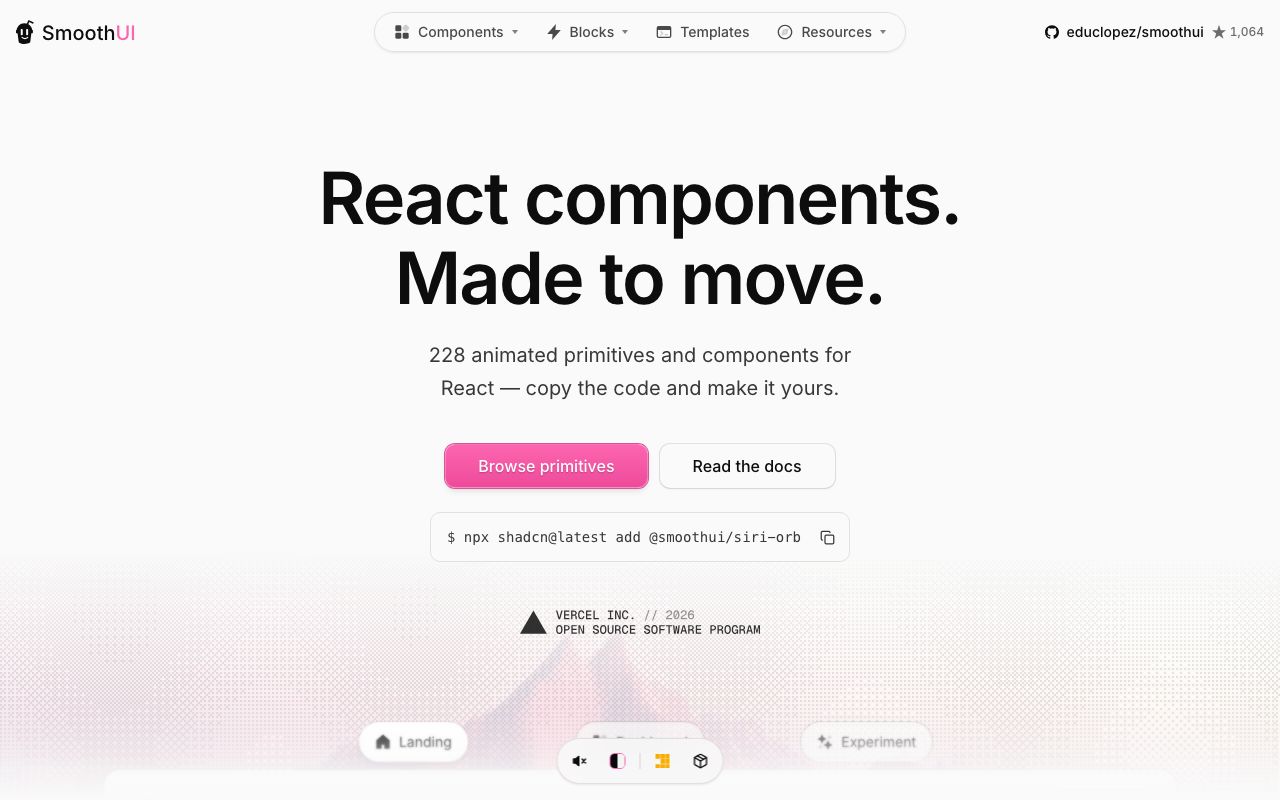 SmoothUI
Components
Blocks
Templates
Resources
educlopez/smoothui
1,064
React components.
Made to move.
228 animated primitives and components for
React — copy the code and make it yours.
Browse primitives
Read the docs
$ npx shadcn@latest add @smoothui/siri-orb
VERCEL INC. // 2026
OPEN SOURCE SOFTWARE PROGRAM
Landing
Experiment